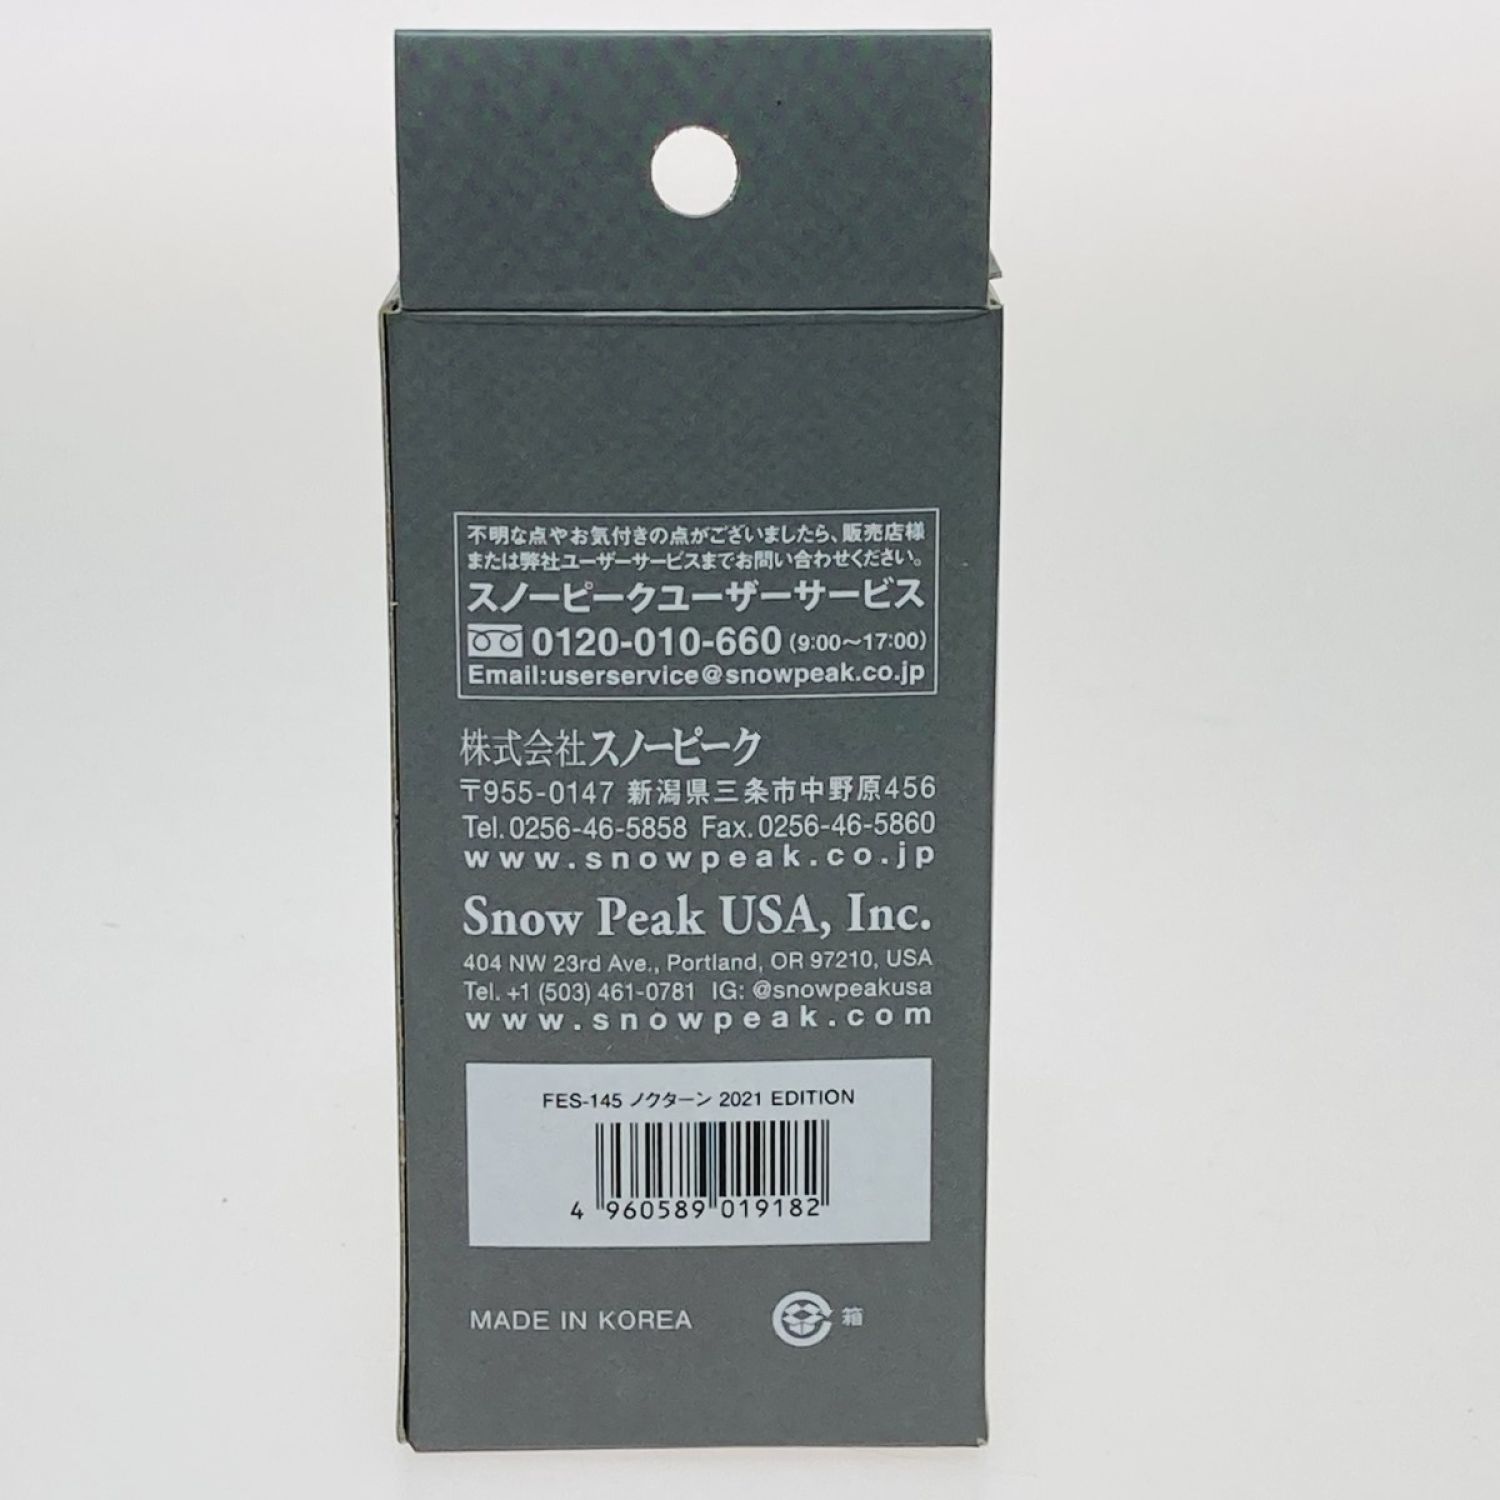 不明な点やお気付きの点がございましたら、販売店様
または弊社ユーザーサービスまでお問い合わせください。
スノーピークユーザーサービス
0120-010-660 (9:00～17:00)
Email:userservice@snowpeak.co.jp
株式会社スノーピーク
〒955-0147 新潟県三条市中野原456
Tel. 0256-46-5858 Fax. 0256-46-5860
www.snowpeak.co.jp
Snow Peak USA, Inc.
404 NW 23rd Ave., Portland, OR 97210, USA
Tel. +1 (503) 461-0781 IG: @snowpeakusa
www.snowpeak.com
FES-145 ノクターン 2021 EDITION
4 960589 019182
MADE IN KOREA 箱